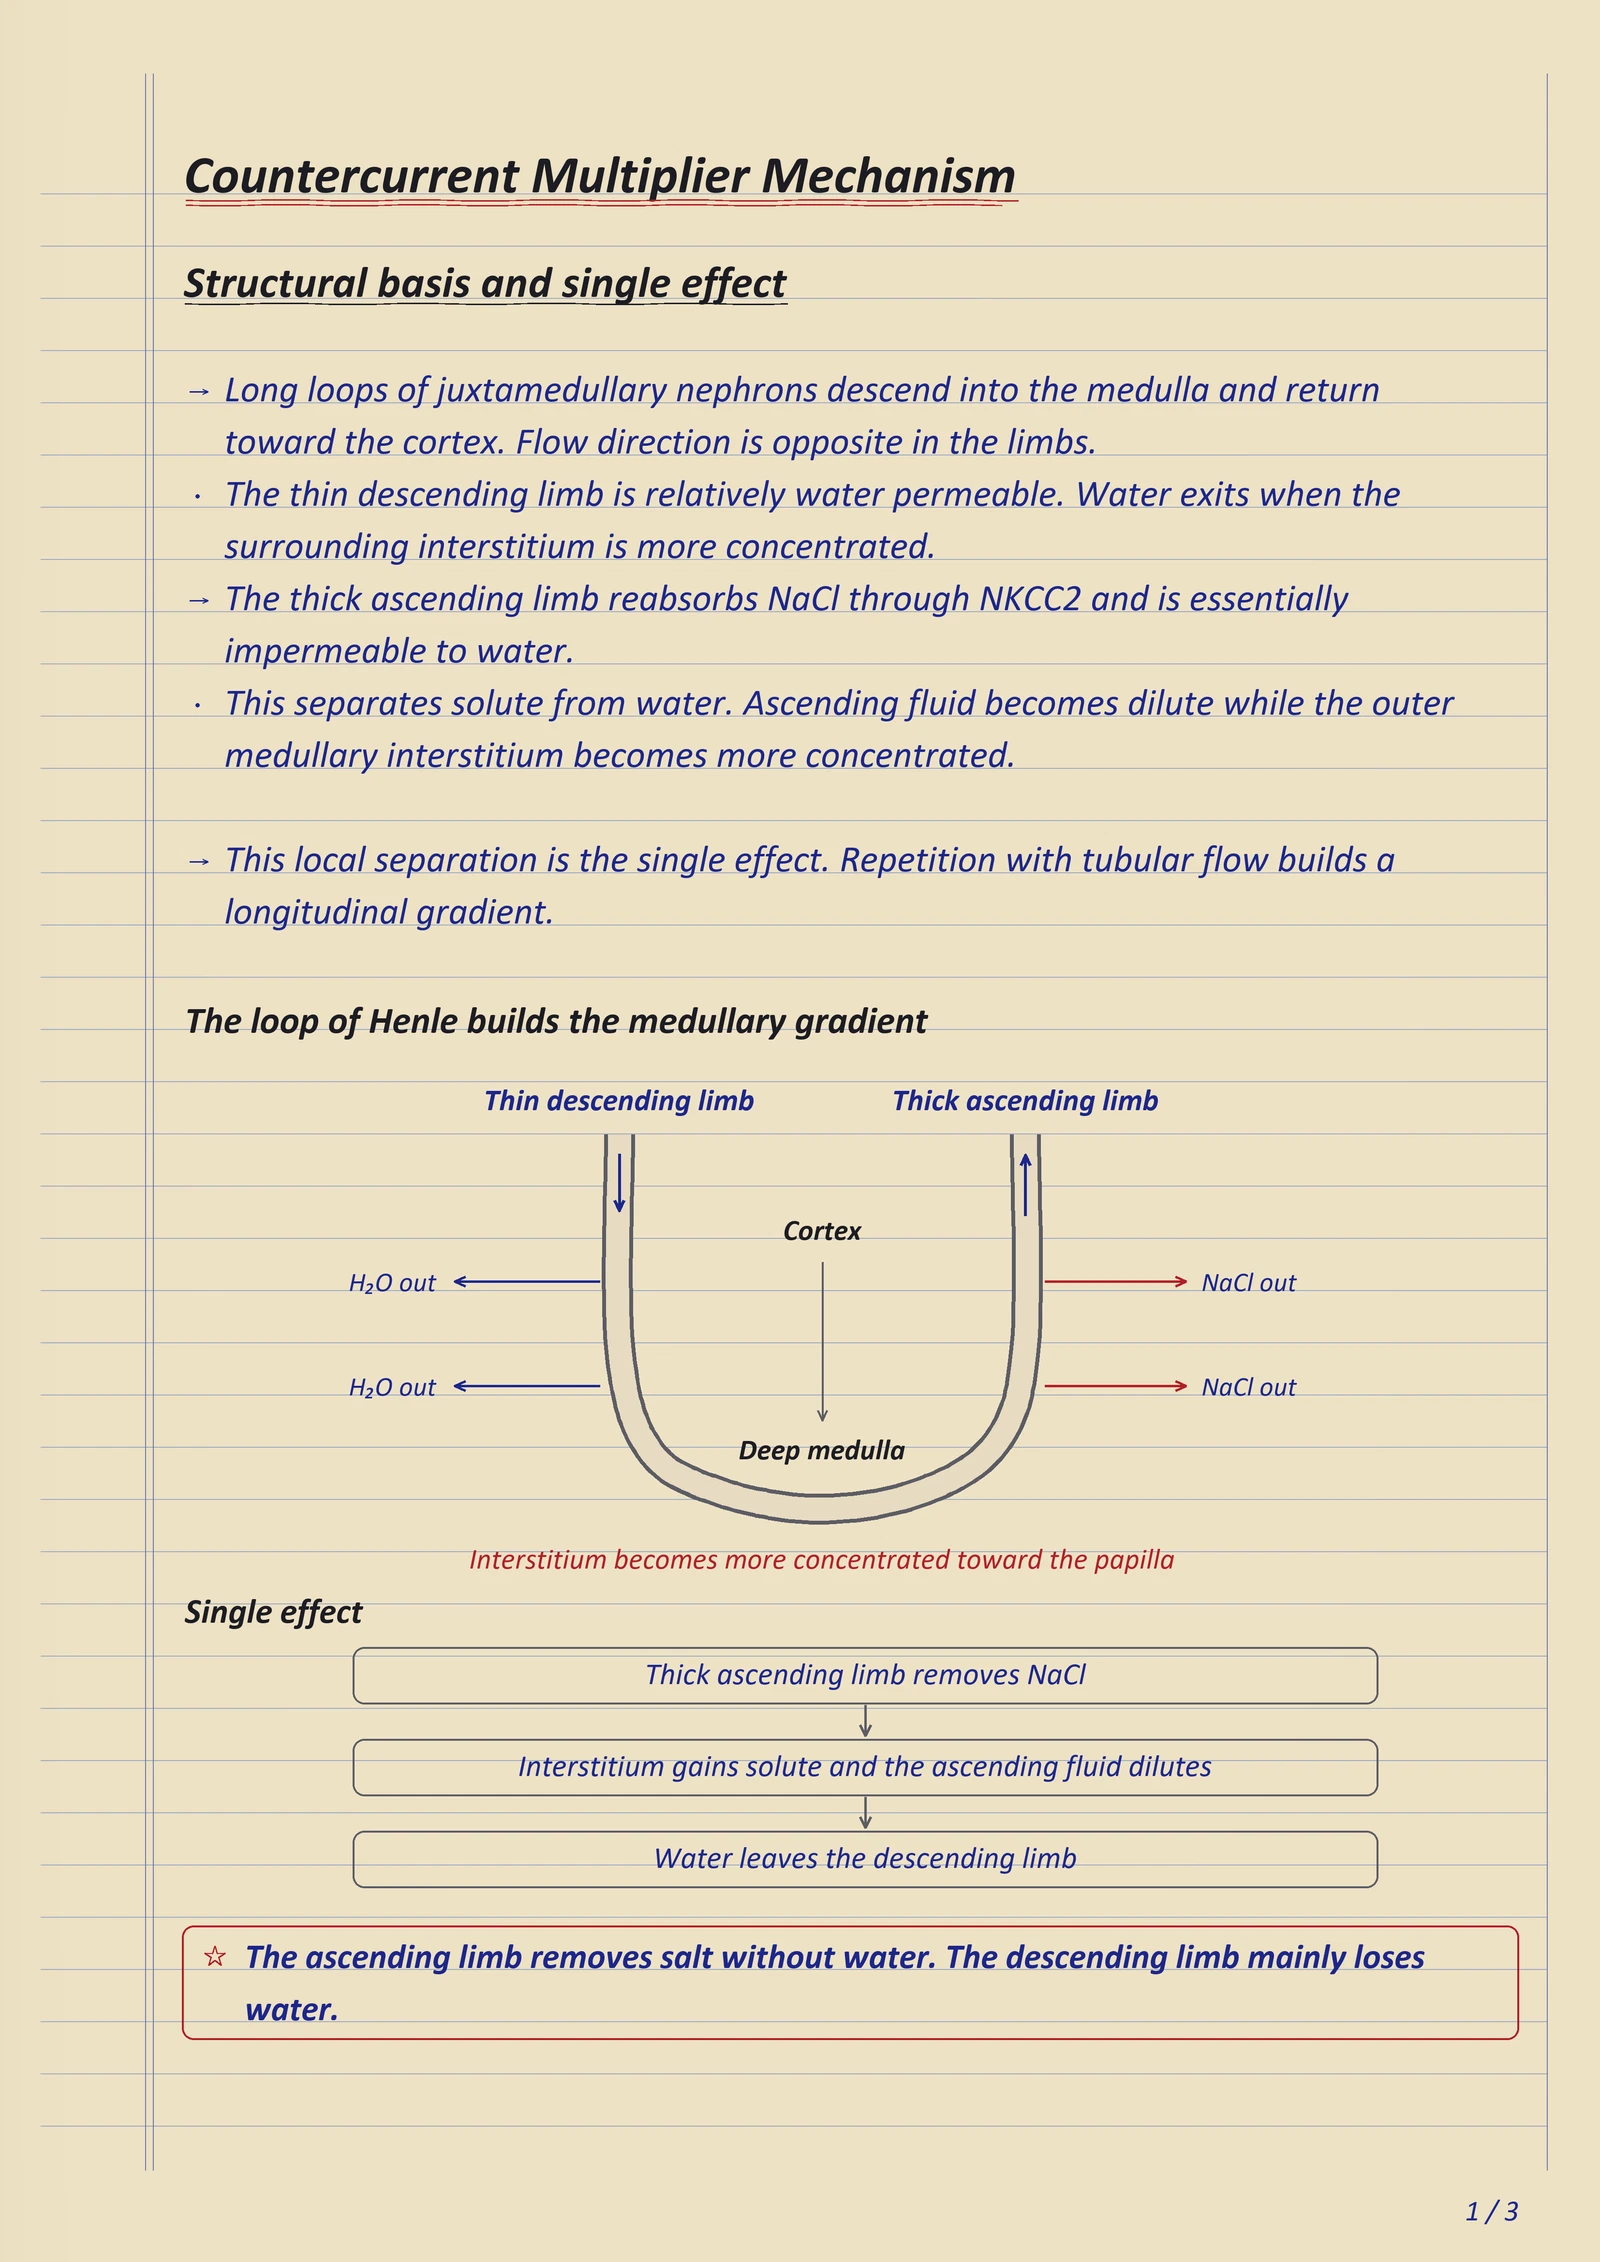 Countercurrent Multiplier Mechanism
Structural basis and single effect
→ Long loops of juxtamedullary nephrons descend into the medulla and return
toward the cortex. Flow direction is opposite in the limbs.
· The thin descending limb is relatively water permeable. Water exits when the
surrounding interstitium is more concentrated.
→ The thick ascending limb reabsorbs NaCl through NKCC2 and is essentially
impermeable to water.
· This separates solute from water. Ascending fluid becomes dilute while the outer
medullary interstitium becomes more concentrated.
→ This local separation is the single effect. Repetition with tubular flow builds a
longitudinal gradient.
The loop of Henle builds the medullary gradient
Thin descending limb Thick ascending limb
Cortex
H₂O out NaCl out
H₂O out NaCl out
Deep medulla
Interstitium becomes more concentrated toward the papilla
Single effect
Thick ascending limb removes NaCl
Interstitium gains solute and the ascending fluid dilutes
Water leaves the descending limb
☆ The ascending limb removes salt without water. The descending limb mainly loses
water.
1 / 3